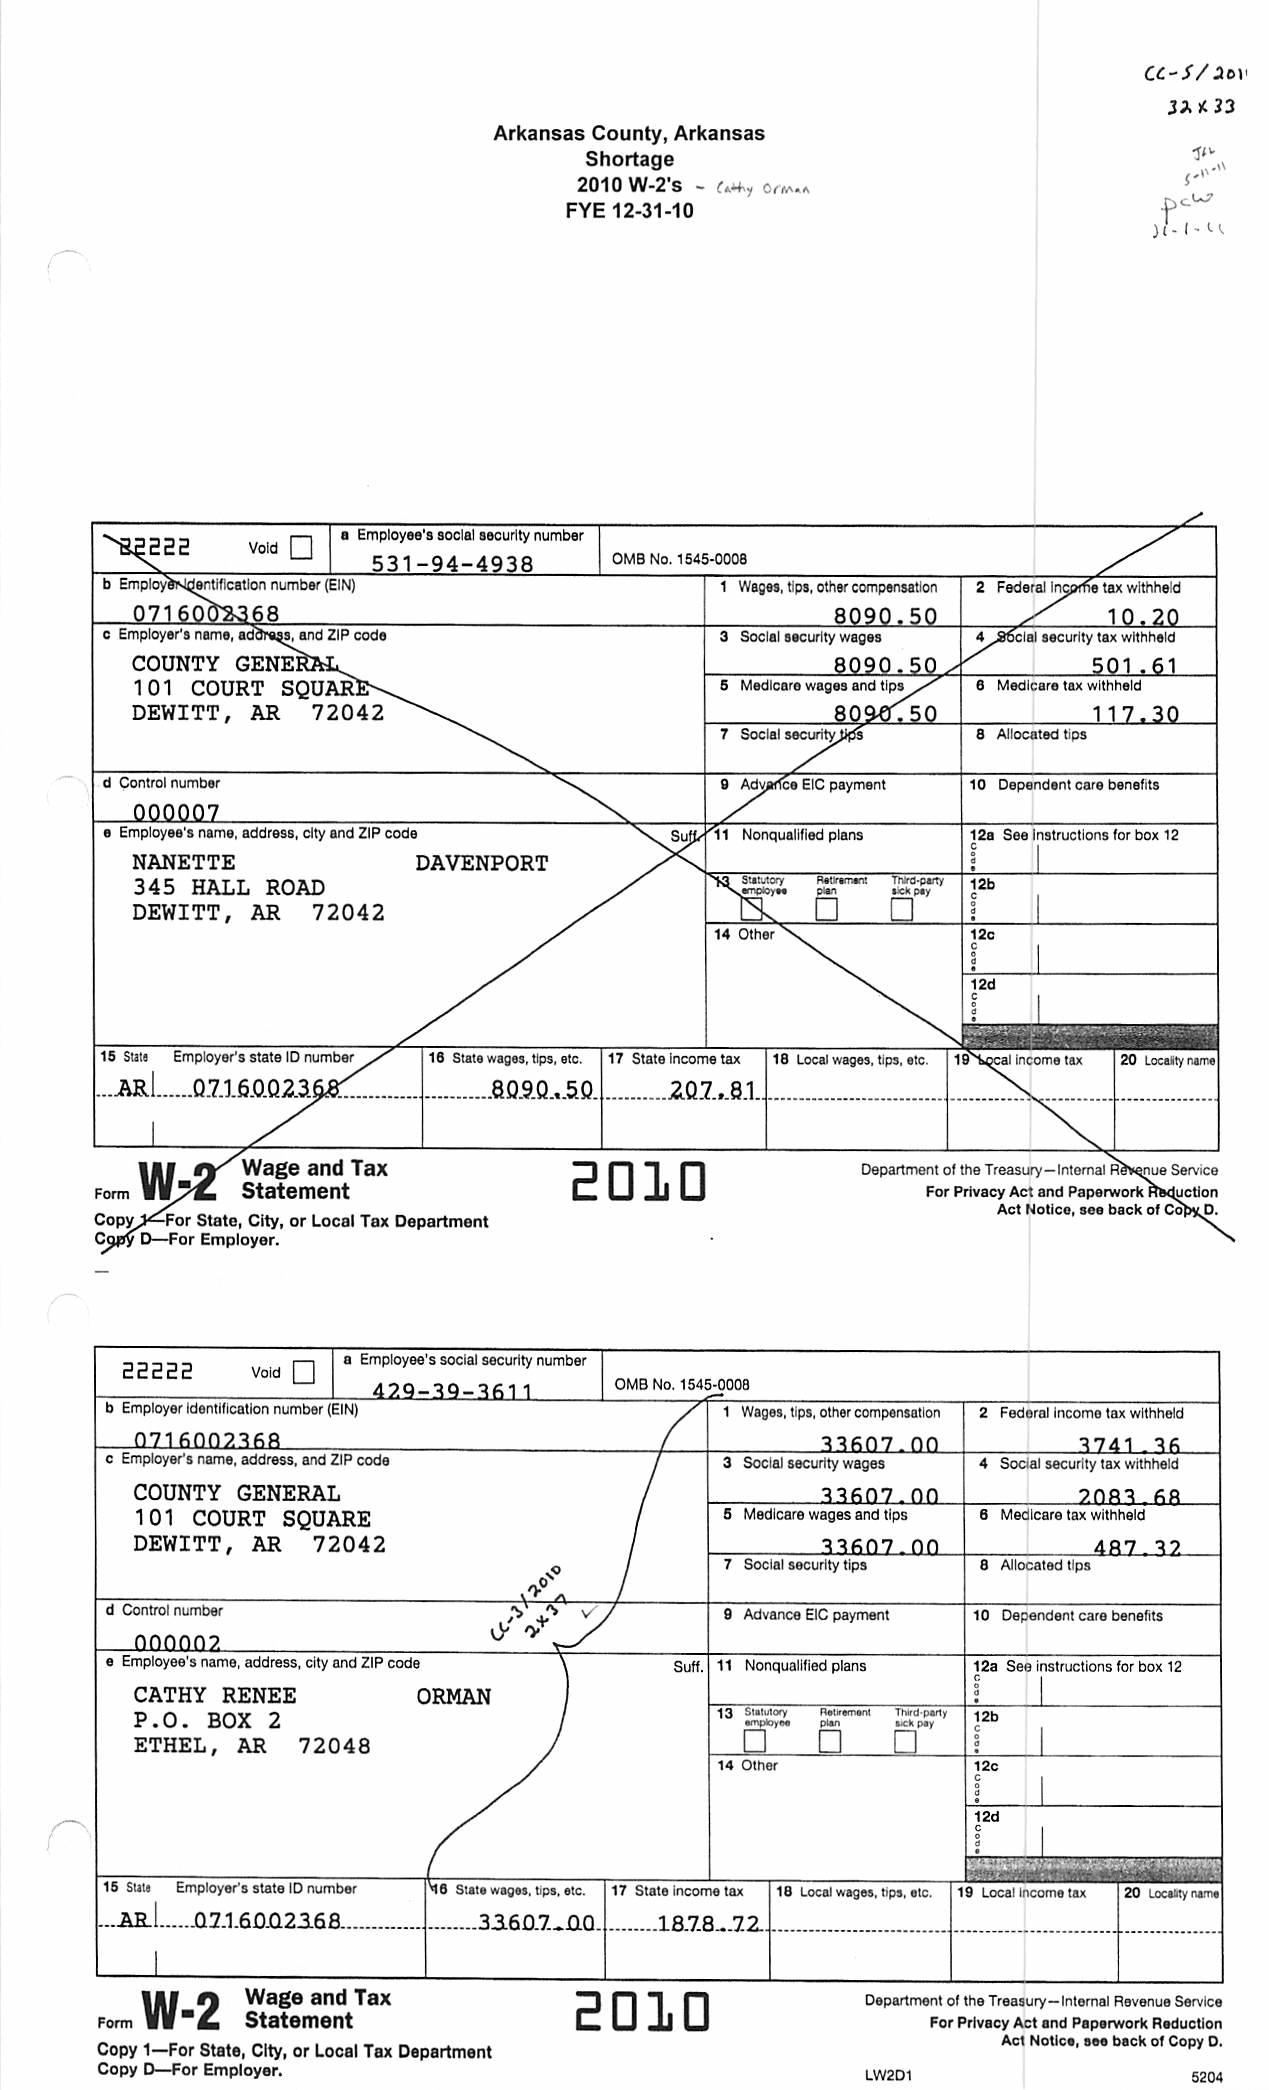 CC-5/2011
32 x 33
Arkansas County, Arkansas
Shortage
2010 W-2's - Cathy Orman
FYE 12-31-10
5-11-11
pcw
22222 Void a Employee's social security number
531-94-4938 OMB No. 1545-0008
b Employer identification number (EIN) 1 Wages, tips, other compensation 2 Federal income tax withheld
0716002368 8090.50 10.20
c Employer's name, address, and ZIP code 3 Social security wages 4 Social security tax withheld
COUNTY GENERAL 8090.50 501.61
101 COURT SQUARE 5 Medicare wages and tips 6 Medicare tax withheld
DEWITT, AR 72042 8090.50 117.30
7 Social security tips 8 Allocated tips
d Control number 9 Advance EIC payment 10 Dependent care benefits
000007
e Employee's name, address, city and ZIP code Suff. 11 Nonqualified plans 12a See instructions for box 12
Code
NANETTE DAVENPORT
345 HALL ROAD 13 Statutory employee Retirement plan Third-party sick pay 12b
Code
DEWITT, AR 72042
14 Other 12c
Code
12d
Code
15 State Employer's state ID number 16 State wages, tips, etc. 17 State income tax 18 Local wages, tips, etc. 19 Local income tax 20 Locality name
AR 0716002368 8090.50 207.81
Form W-2 Wage and Tax Statement 2010 Department of the Treasury—Internal Revenue Service
For Privacy Act and Paperwork Reduction
Act Notice, see back of Copy D.
Copy 1—For State, City, or Local Tax Department
Copy D—For Employer.
22222 Void a Employee's social security number
429-39-3611 OMB No. 1545-0008
b Employer identification number (EIN) 1 Wages, tips, other compensation 2 Federal income tax withheld
0716002368 33607.00 3741.36
c Employer's name, address, and ZIP code 3 Social security wages 4 Social security tax withheld
COUNTY GENERAL 33607.00 2083.68
101 COURT SQUARE 5 Medicare wages and tips 6 Medicare tax withheld
DEWITT, AR 72042 33607.00 487.32
7 Social security tips 8 Allocated tips
CC-3/2010
2 x 37
d Control number 9 Advance EIC payment 10 Dependent care benefits
000002
e Employee's name, address, city and ZIP code Suff. 11 Nonqualified plans 12a See instructions for box 12
Code
CATHY RENEE ORMAN
P.O. BOX 2 13 Statutory employee Retirement plan Third-party sick pay 12b
Code
ETHEL, AR 72048
14 Other 12c
Code
12d
Code
15 State Employer's state ID number 16 State wages, tips, etc. 17 State income tax 18 Local wages, tips, etc. 19 Local income tax 20 Locality name
AR 0716002368 33607.00 1878.72
Form W-2 Wage and Tax Statement 2010 Department of the Treasury—Internal Revenue Service
For Privacy Act and Paperwork Reduction
Act Notice, see back of Copy D.
Copy 1—For State, City, or Local Tax Department
Copy D—For Employer.
LW2D1 5204